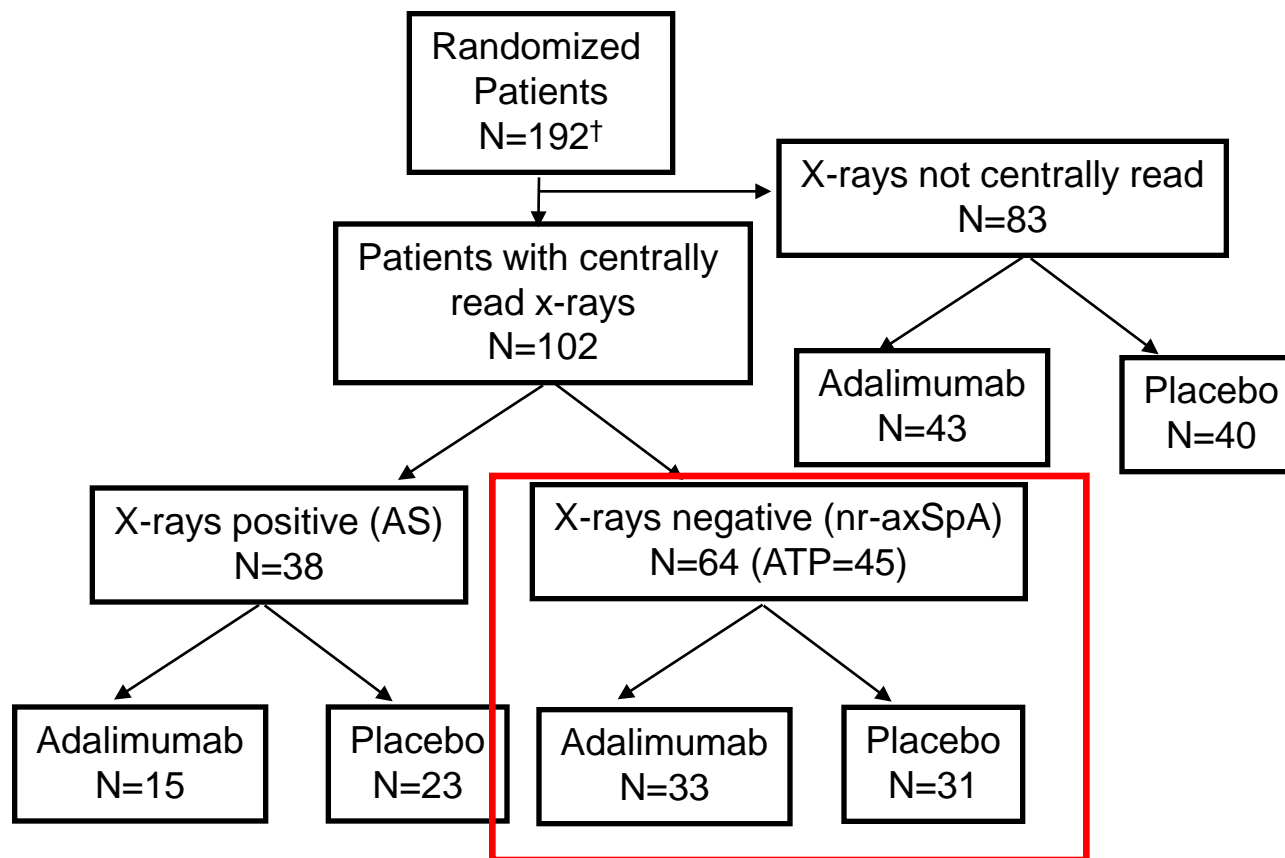 Randomized
Patients
N=192†
X-rays not centrally read
N=83
Patients with centrally
read x-rays
N=102
Adalimumab
N=43
Placebo
N=40
X-rays positive (AS)
N=38
X-rays negative (nr-axSpA)
N=64 (ATP=45)
Adalimumab
N=15
Placebo
N=23
Adalimumab
N=33
Placebo
N=31